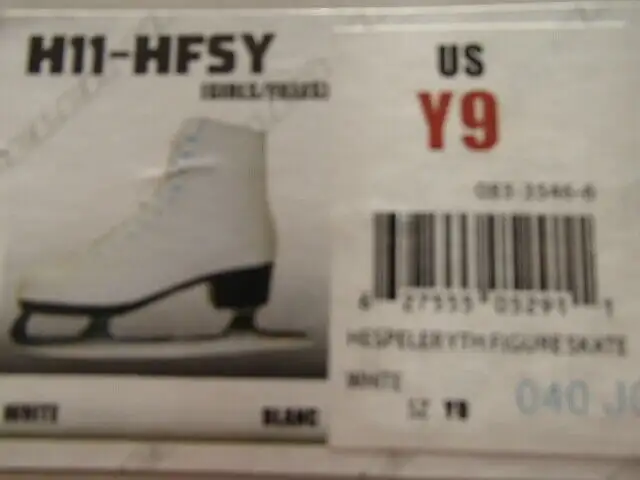 H11-HFSY
(GIRLS/FILLES)
US
Y9
083-3546-6
6 27555 05291 1
HESPELER YTH FIGURE SKATE
WHITE
SZ Y9
040
WHITE
BLANC